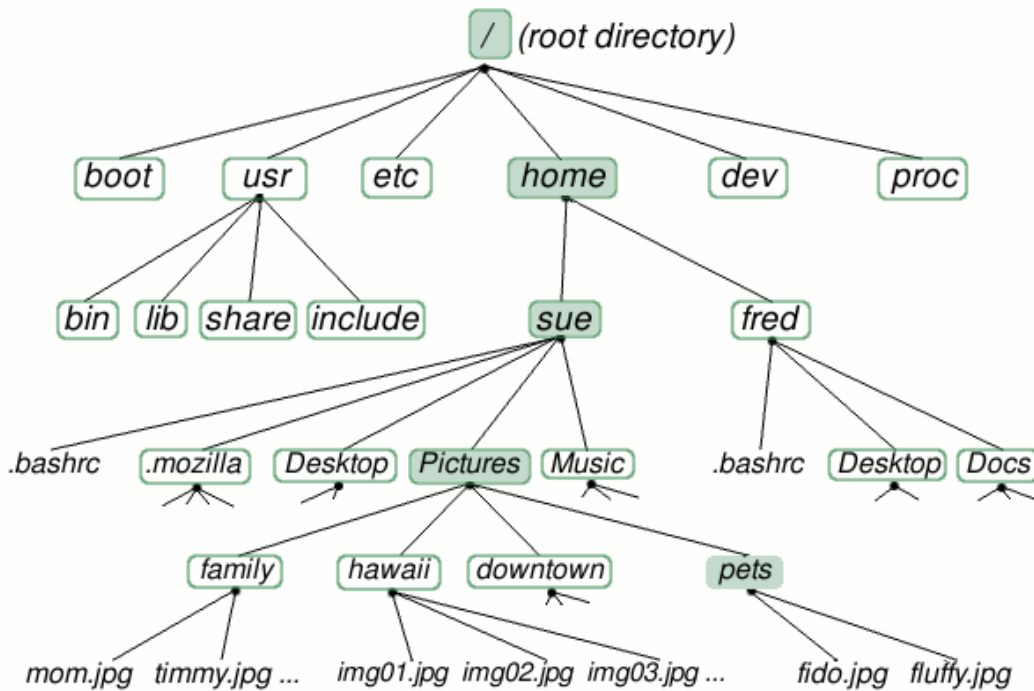 / (root directory)
boot usr etc home dev proc
bin lib share include sue fred
.bashrc .mozilla Desktop Pictures Music .bashrc Desktop Docs
family hawaii downtown pets
mom.jpg timmy.jpg ... img01.jpg img02.jpg img03.jpg ... fido.jpg fluffy.jpg